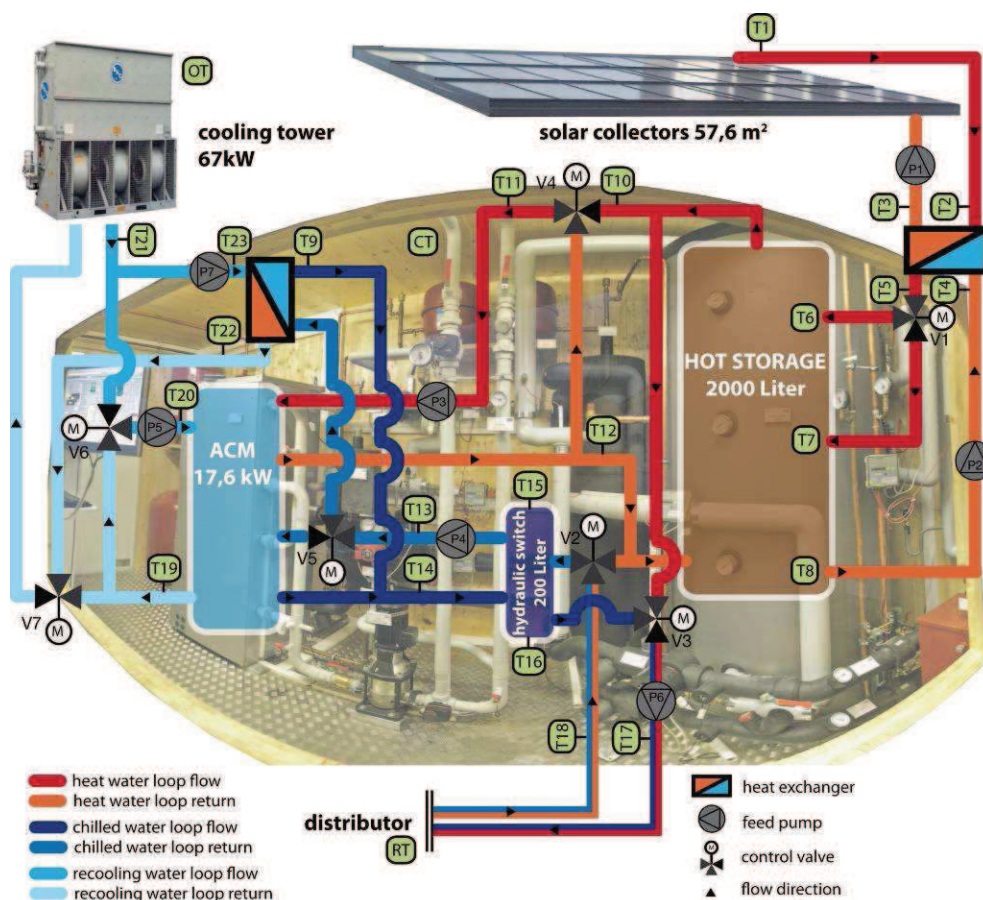 T1
OT
cooling tower
67kW
solar collectors 57,6 m²
P1
T11
V4
M
T10
T3
T2
T21
T23
T9
CT
P7
T5
T4
T22
T6
M
V1
HOT STORAGE
2000 Liter
T20
P3
M
P5
V6
ACM
17,6 kW
T12
T7
P2
T15
T13
V2
M
P4
V5
hydraulic switch
200 Liter
T19
M
T14
T8
V7
M
M
V3
T16
P6
T18
T17
heat water loop flow
heat water loop return
chilled water loop flow
chilled water loop return
recooling water loop flow
recooling water loop return
distributor
RT
heat exchanger
feed pump
M
control valve
flow direction